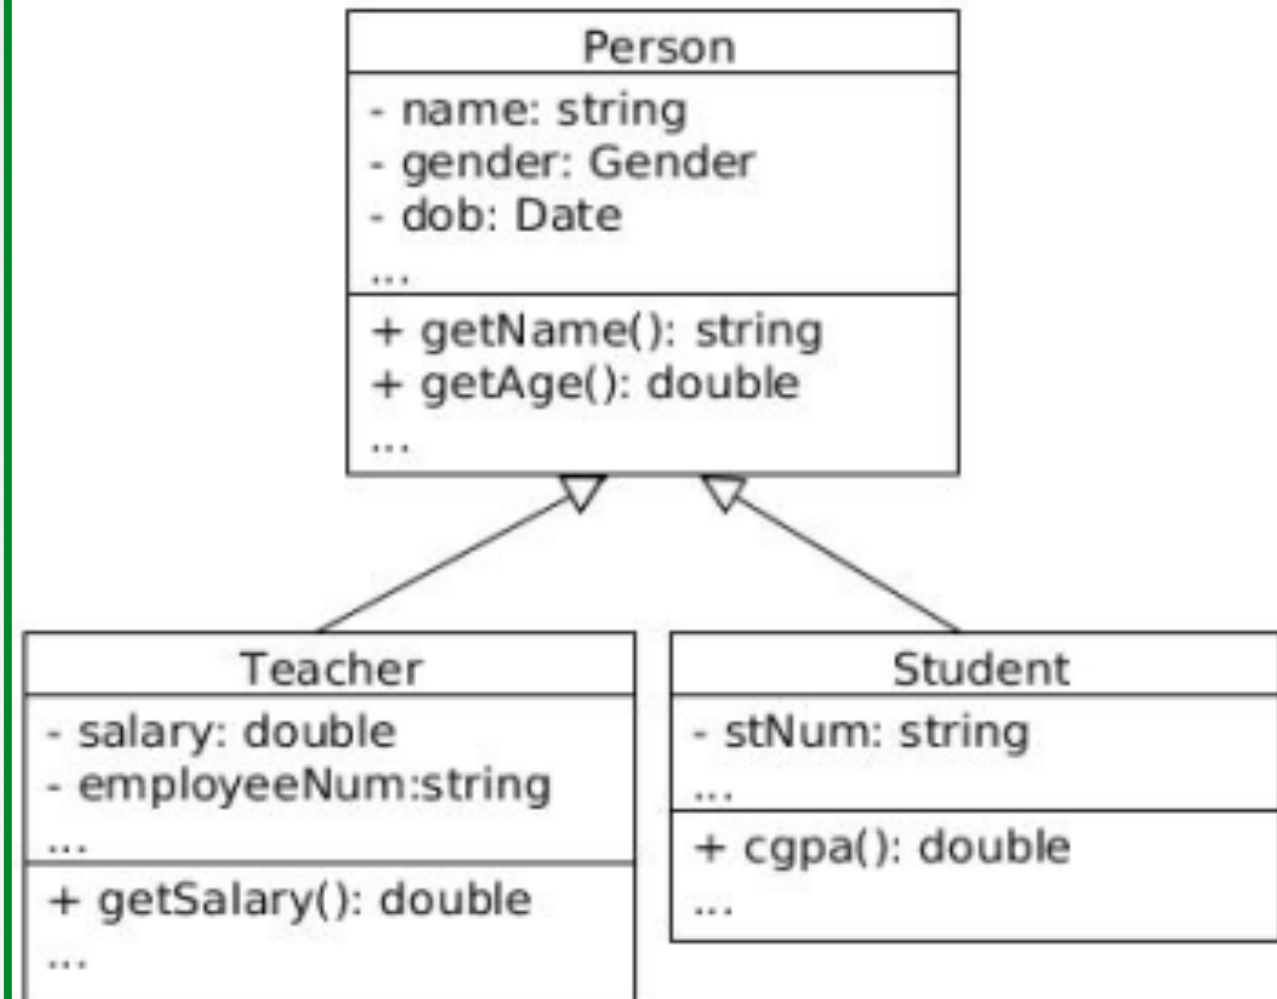 Person
- name: string
- gender: Gender
- dob: Date
...
+ getName(): string
+ getAge(): double
...
Teacher
- salary: double
- employeeNum:string
...
+ getSalary(): double
...
Student
- stNum: string
...
+ cgpa(): double
...